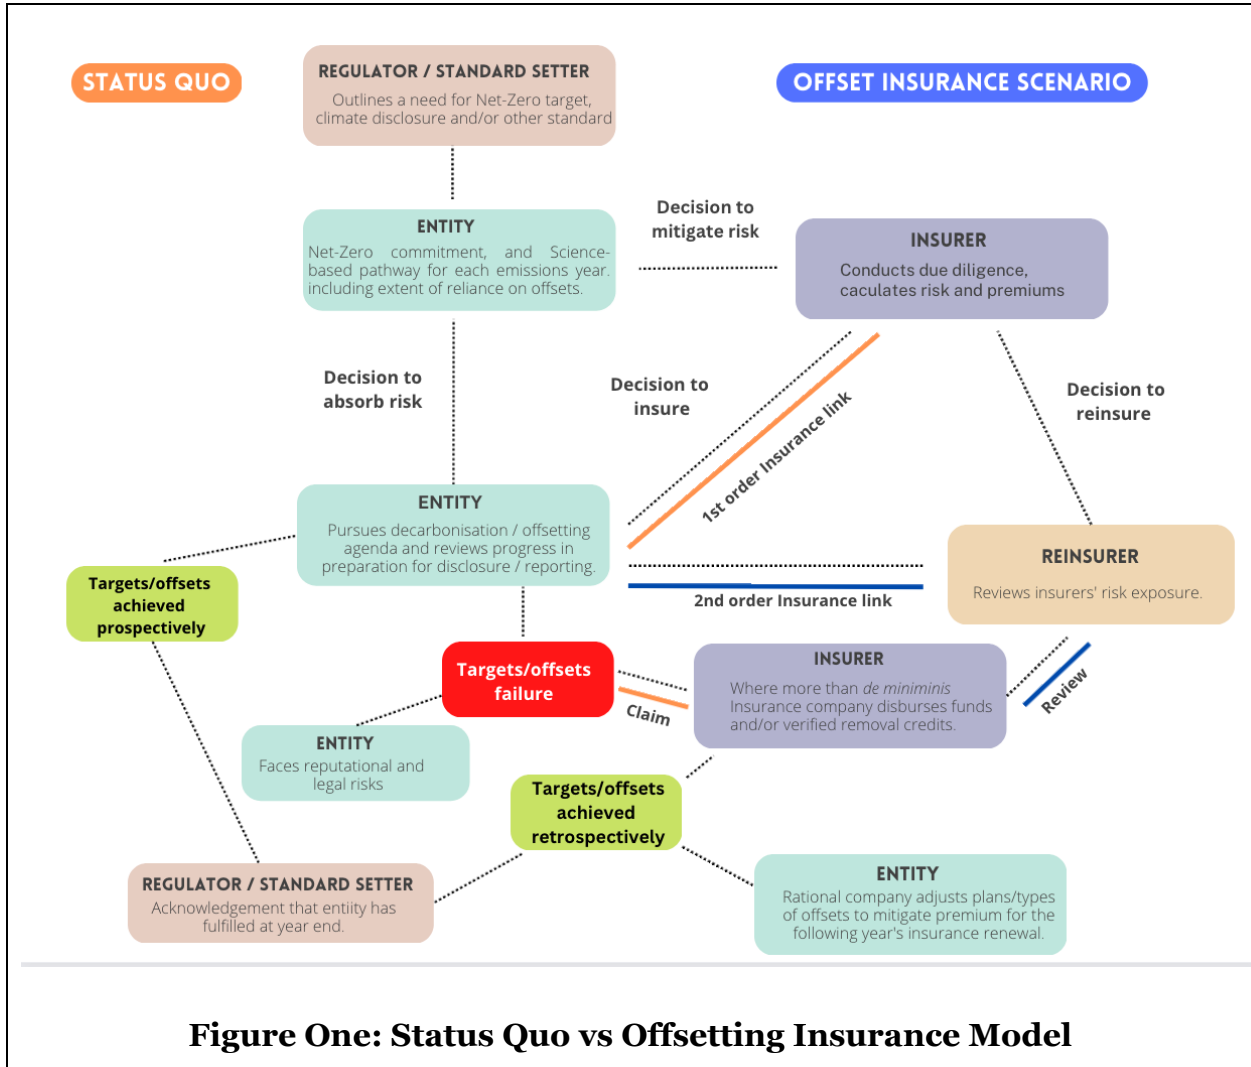 STATUS QUO
OFFSET INSURANCE SCENARIO
REGULATOR / STANDARD SETTER
Outlines a need for Net-Zero target,
climate disclosure and/or other standard
ENTITY
Net-Zero commitment, and Science-
based pathway for each emissions year.
including extent of reliance on offsets.
Decision to
mitigate risk
INSURER
Conducts due diligence,
caculates risk and premiums
Decision to
absorb risk
Decision to
insure
1st order Insurance link
Decision to
reinsure
ENTITY
Pursues decarbonisation / offsetting
agenda and reviews progress in
preparation for disclosure / reporting.
2nd order Insurance link
REINSURER
Reviews insurers' risk exposure.
Targets/offsets
achieved
prospectively
Targets/offsets
failure
Claim
INSURER
Where more than de miniminis
Insurance company disburses funds
and/or verified removal credits.
Review
ENTITY
Faces reputational and
legal risks
Targets/offsets
achieved
retrospectively
REGULATOR / STANDARD SETTER
Acknowledgement that entiity has
fulfilled at year end.
ENTITY
Rational company adjusts plans/types
of offsets to mitigate premium for the
following year's insurance renewal.
Figure One: Status Quo vs Offsetting Insurance Model